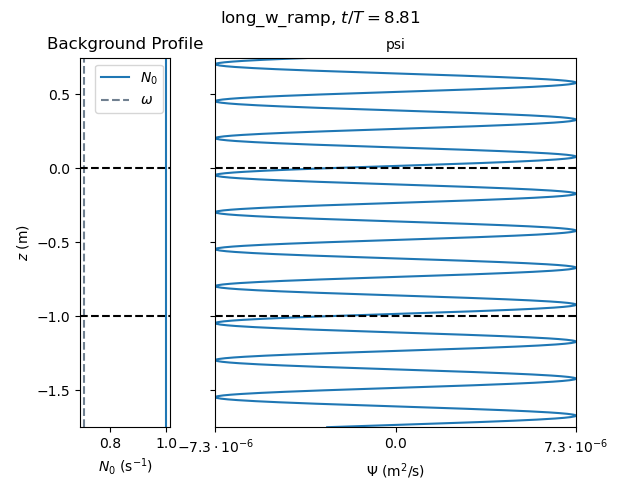 long_w_ramp, t/T = 8.81
Background Profile
psi
N₀
ω
0.5
0.0
−0.5
−1.0
−1.5
z (m)
0.8
1.0
N₀ (s⁻¹)
−7.3 · 10⁻⁶
0.0
7.3 · 10⁻⁶
Ψ (m²/s)